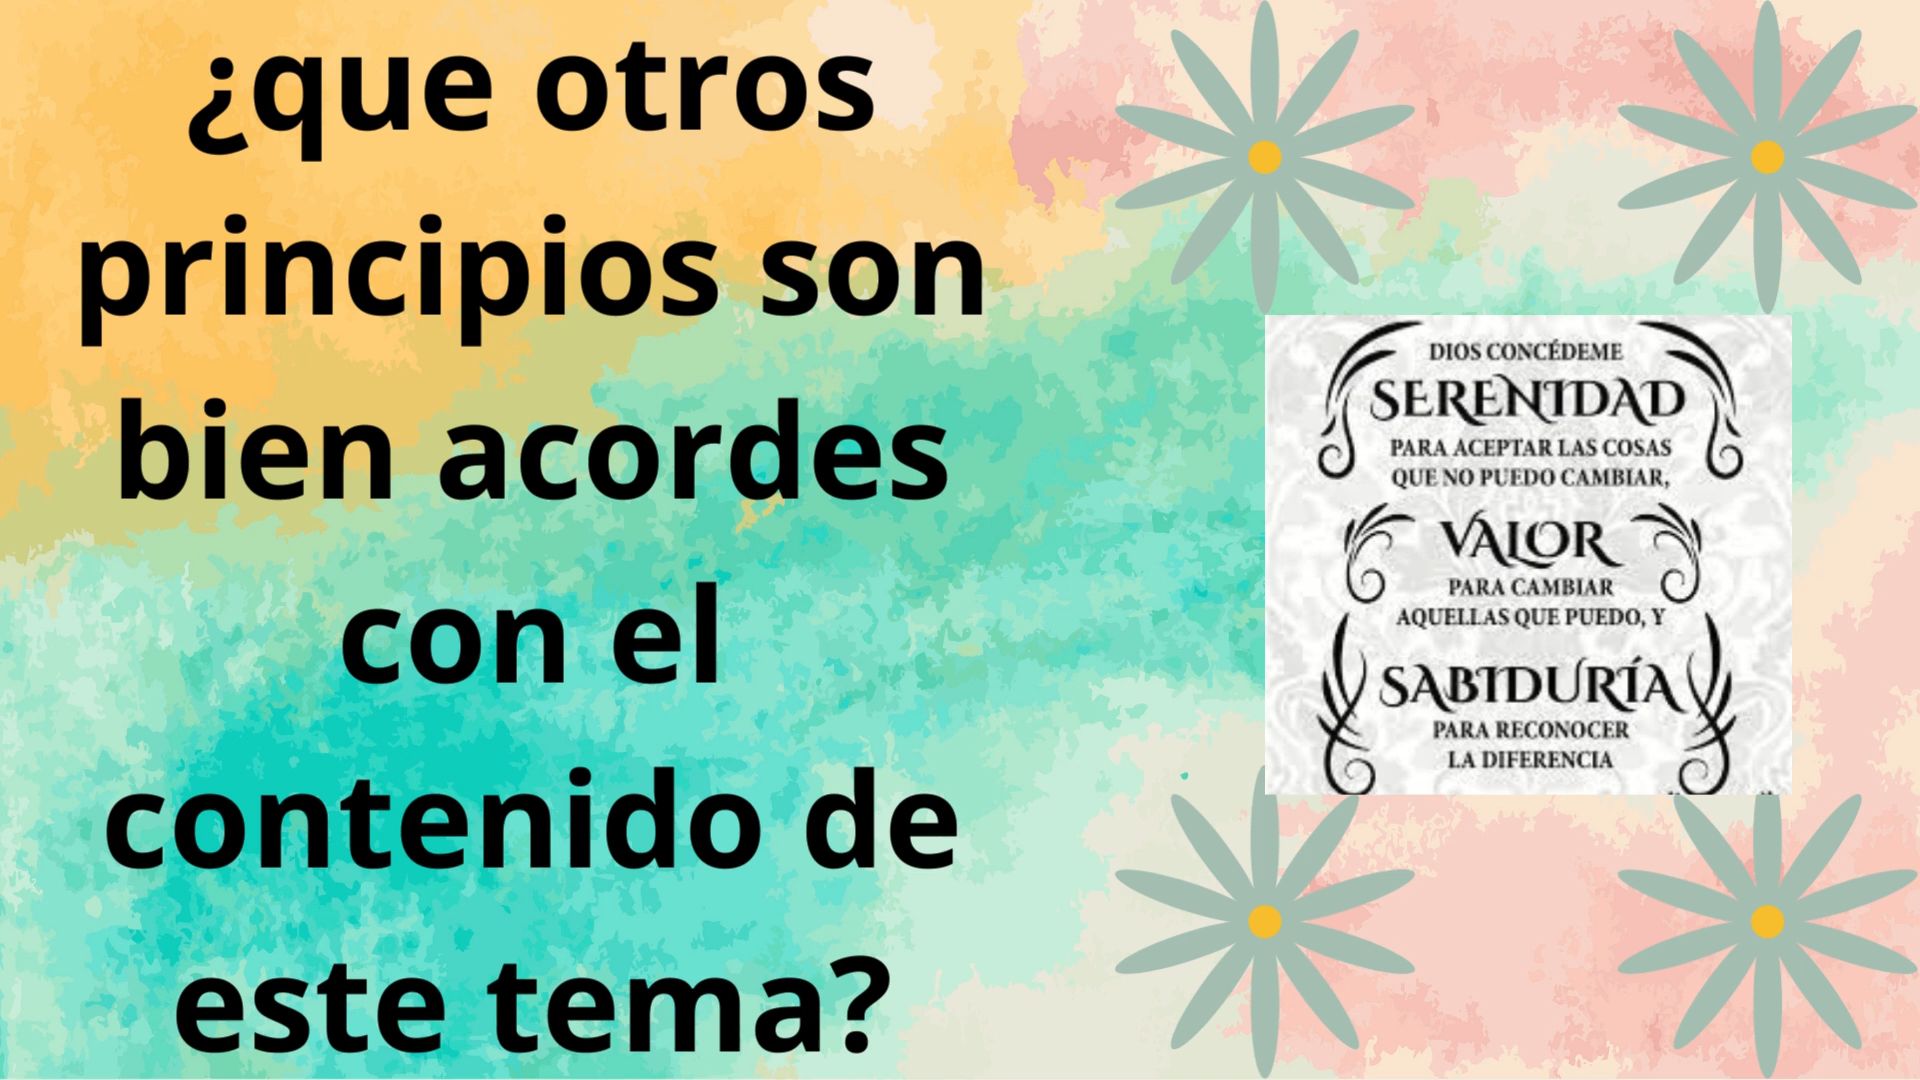 ¿que otros
principios son
bien acordes
con el
contenido de
este tema?
DIOS CONCÉDEME
SERENIDAD
PARA ACEPTAR LAS COSAS
QUE NO PUEDO CAMBIAR,
VALOR
PARA CAMBIAR
AQUELLAS QUE PUEDO, Y
SABIDURÍA
PARA RECONOCER
LA DIFERENCIA